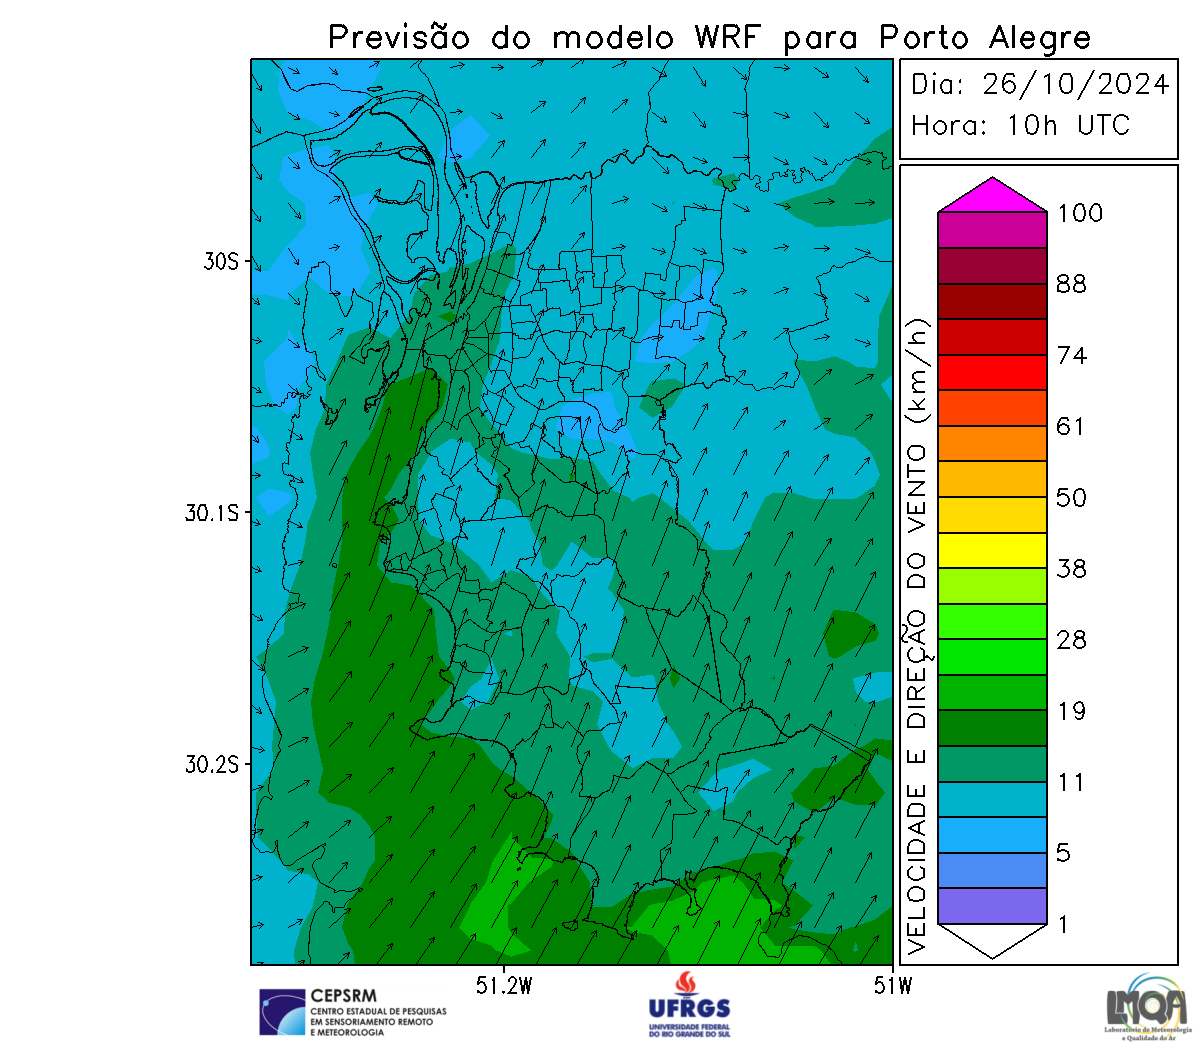 Previsão do modelo WRF para Porto Alegre
Dia: 26/10/2024
Hora: 10h UTC
30S
30.1S
30.2S
51.2W
51W
VELOCIDADE E DIREÇÃO DO VENTO (km/h)
100
88
74
61
50
38
28
19
11
5
1
CEPSRM
CENTRO ESTADUAL DE PESQUISAS
EM SENSORIAMENTO REMOTO
E METEOROLOGIA
UFRGS
UNIVERSIDADE FEDERAL
DO RIO GRANDE DO SUL
LMQA
Laboratório de Meteorologia
e Qualidade do Ar